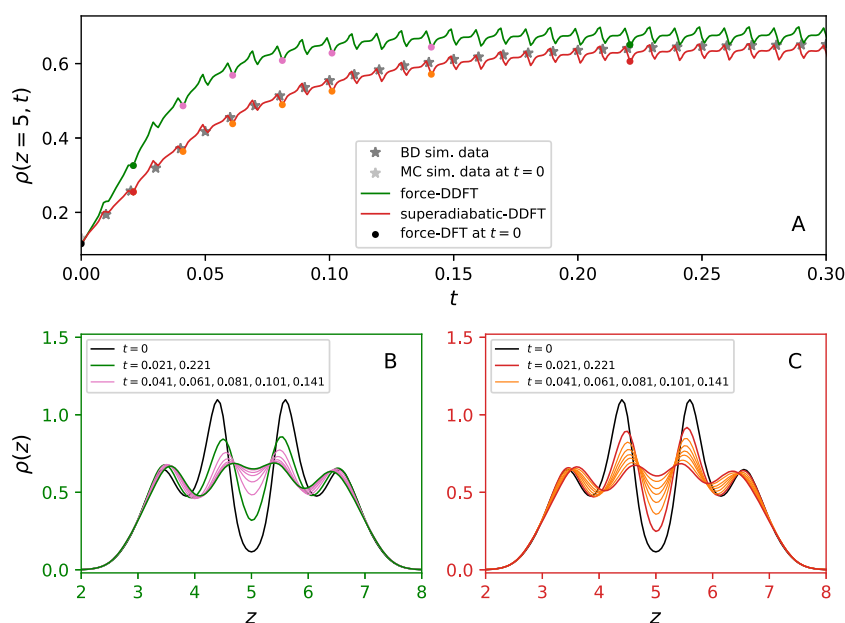 0.6
0.4
0.2
ρ(z = 5, t)
BD sim. data
MC sim. data at t = 0
force-DDFT
superadiabatic-DDFT
force-DFT at t = 0
A
0.00 0.05 0.10 0.15 0.20 0.25 0.30
t
1.5
1.0
0.5
0.0
ρ(z)
t = 0
t = 0.021, 0.221
t = 0.041, 0.061, 0.081, 0.101, 0.141
B
2 3 4 5 6 7 8
z
1.5
1.0
0.5
0.0
ρ(z)
t = 0
t = 0.021, 0.221
t = 0.041, 0.061, 0.081, 0.101, 0.141
C
2 3 4 5 6 7 8
z